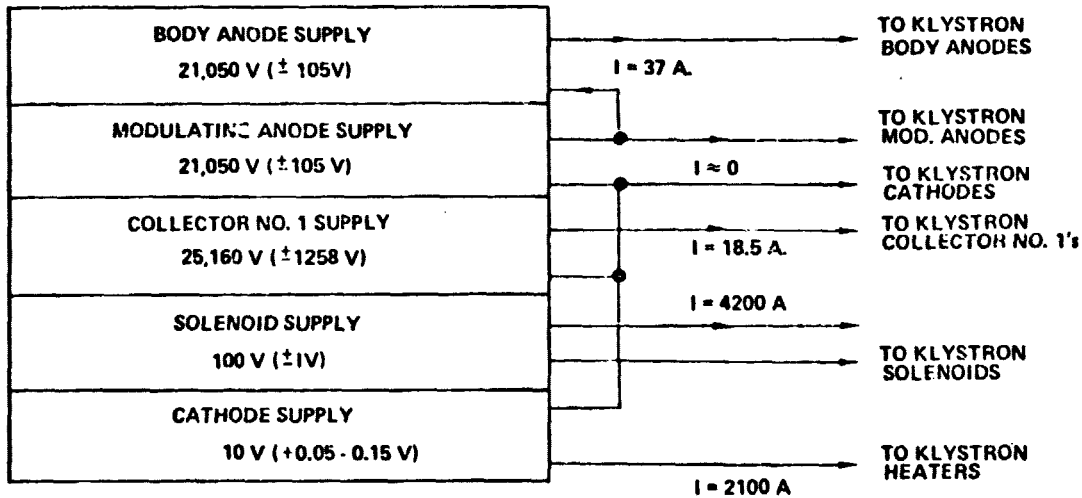 BODY ANODE SUPPLY
21,050 V (± 105V)
MODULATING ANODE SUPPLY
21,050 V (±105 V)
COLLECTOR NO. 1 SUPPLY
25,160 V (±1258 V)
SOLENOID SUPPLY
100 V (±IV)
CATHODE SUPPLY
10 V (+0.05 - 0.15 V)
I = 37 A.
I ≈ 0
I = 18.5 A.
I = 4200 A
I = 2100 A
TO KLYSTRON
BODY ANODES
TO KLYSTRON
MOD. ANODES
TO KLYSTRON
CATHODES
TO KLYSTRON
COLLECTOR NO. 1's
TO KLYSTRON
SOLENOIDS
TO KLYSTRON
HEATERS